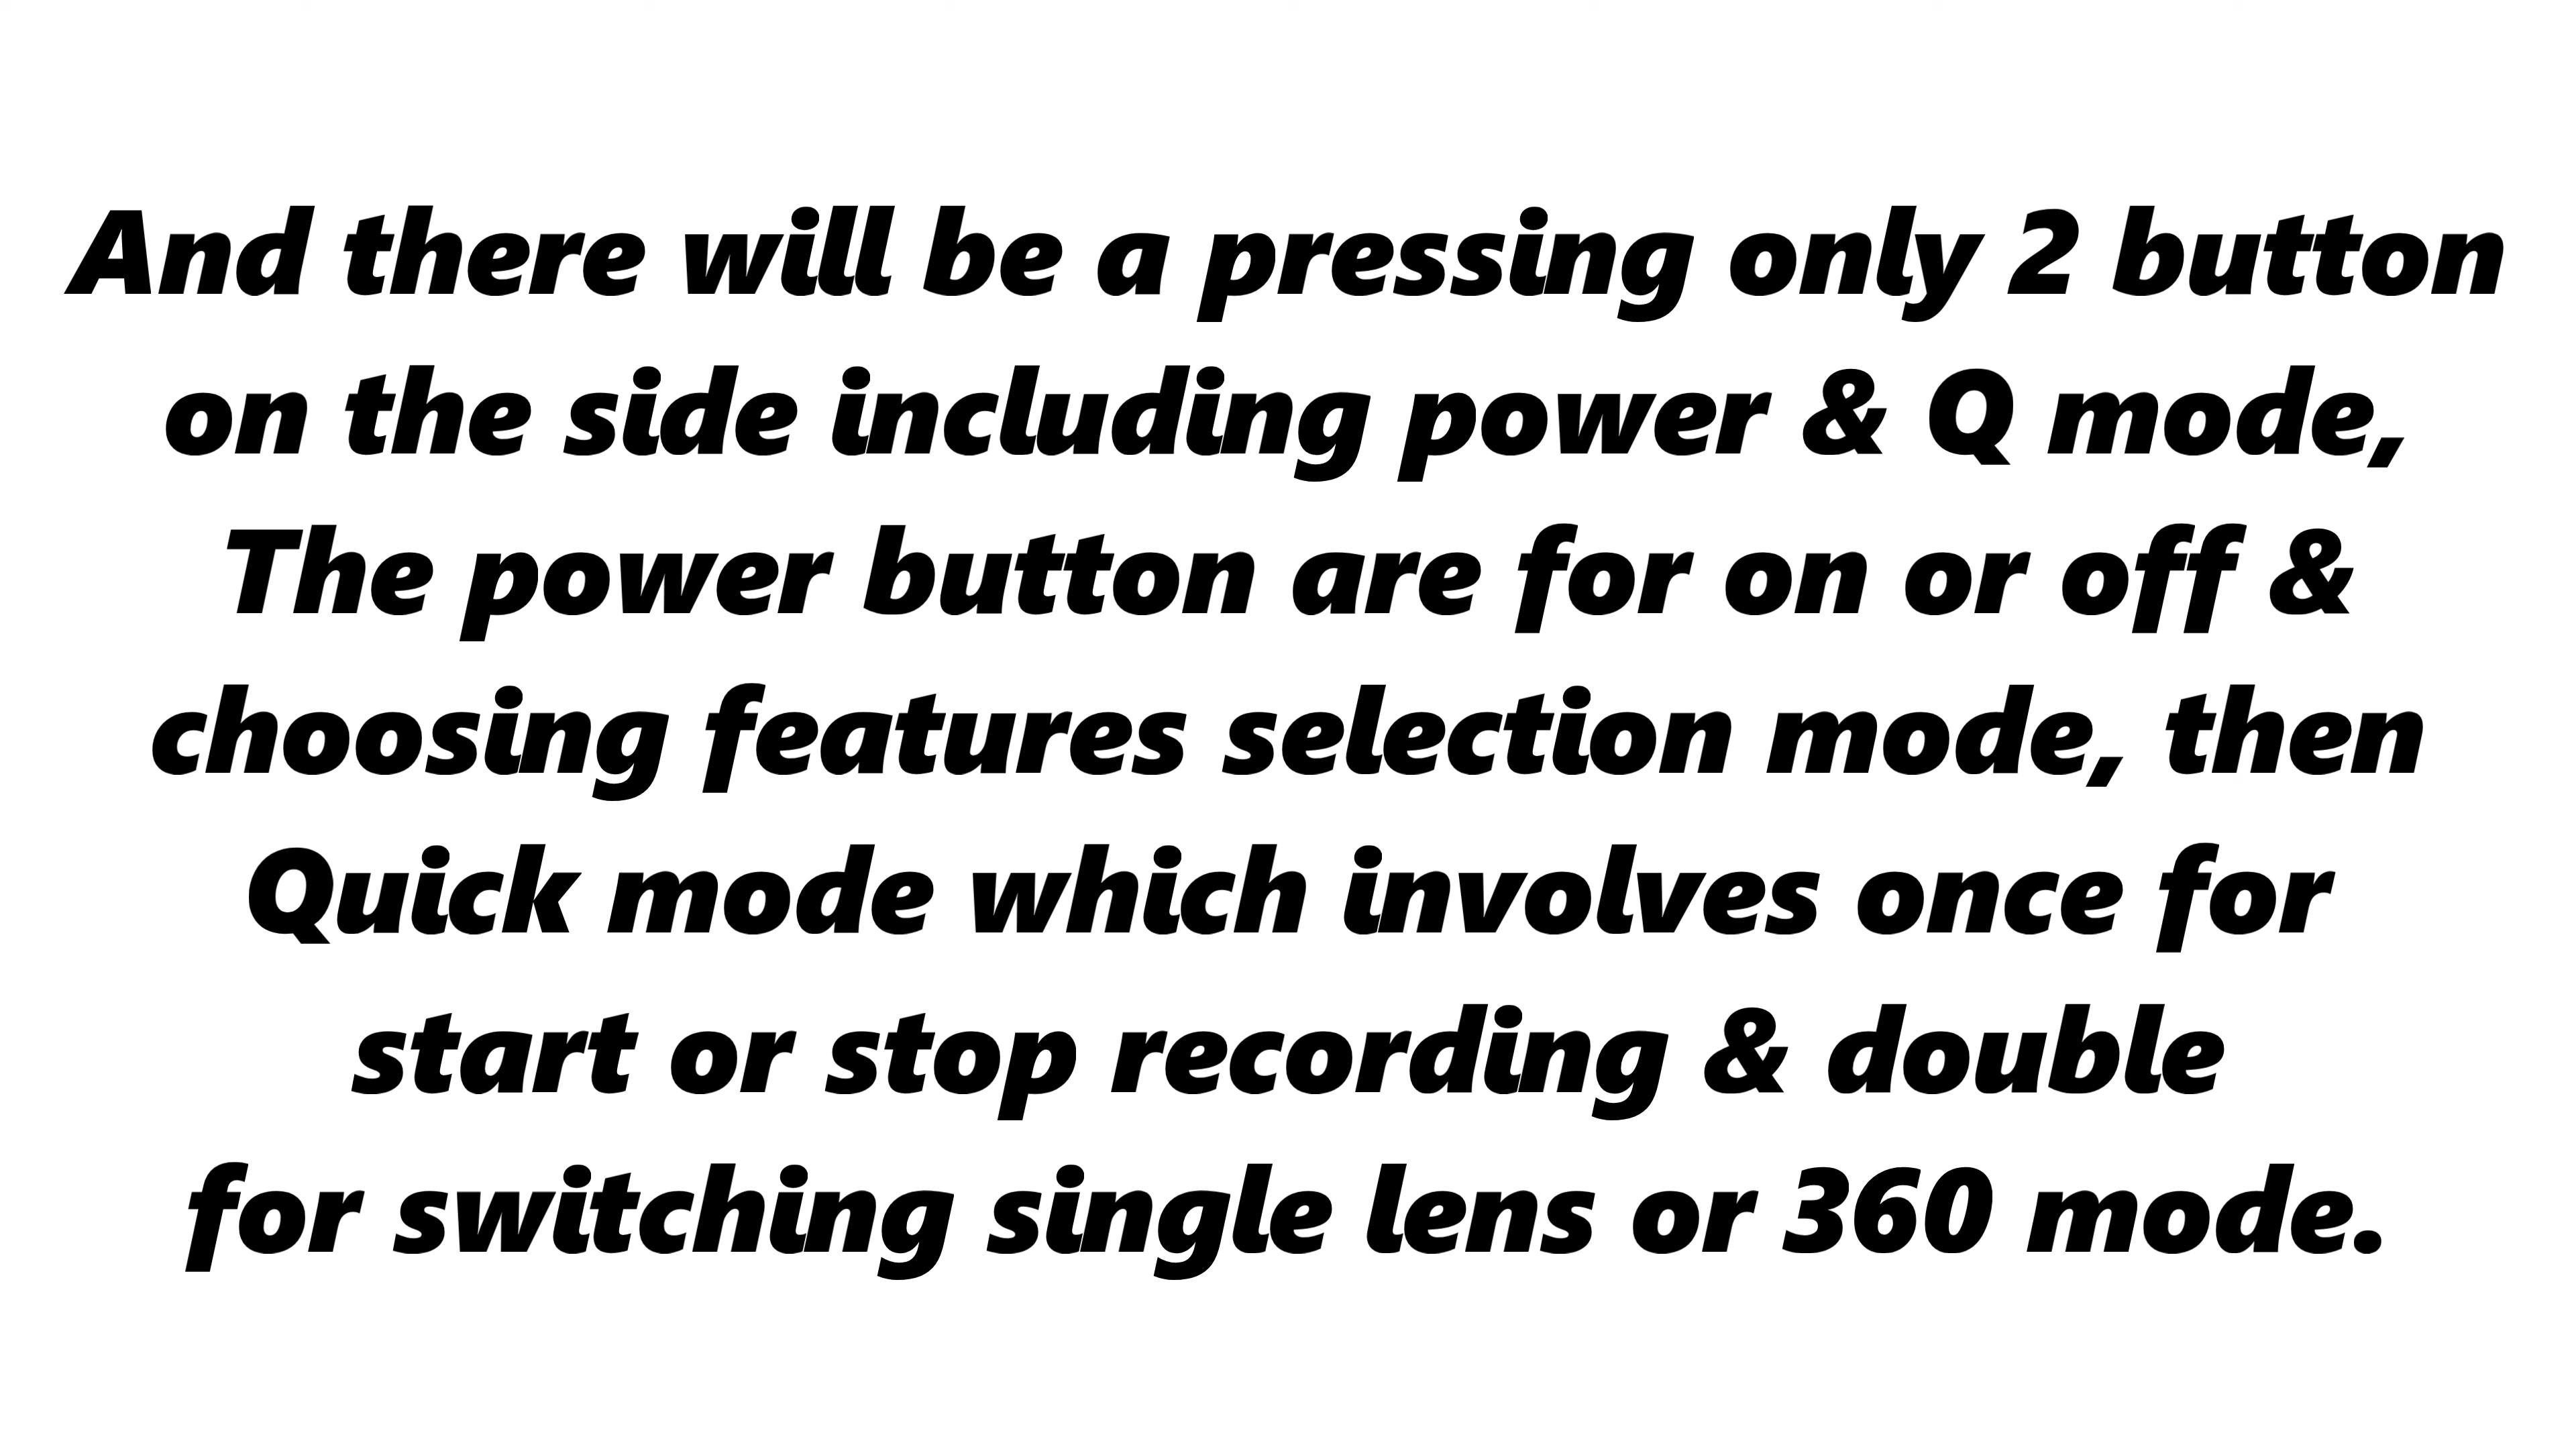 And there will be a pressing only 2 button
on the side including power & Q mode,
The power button are for on or off &
choosing features selection mode, then
Quick mode which involves once for
start or stop recording & double
for switching single lens or 360 mode.